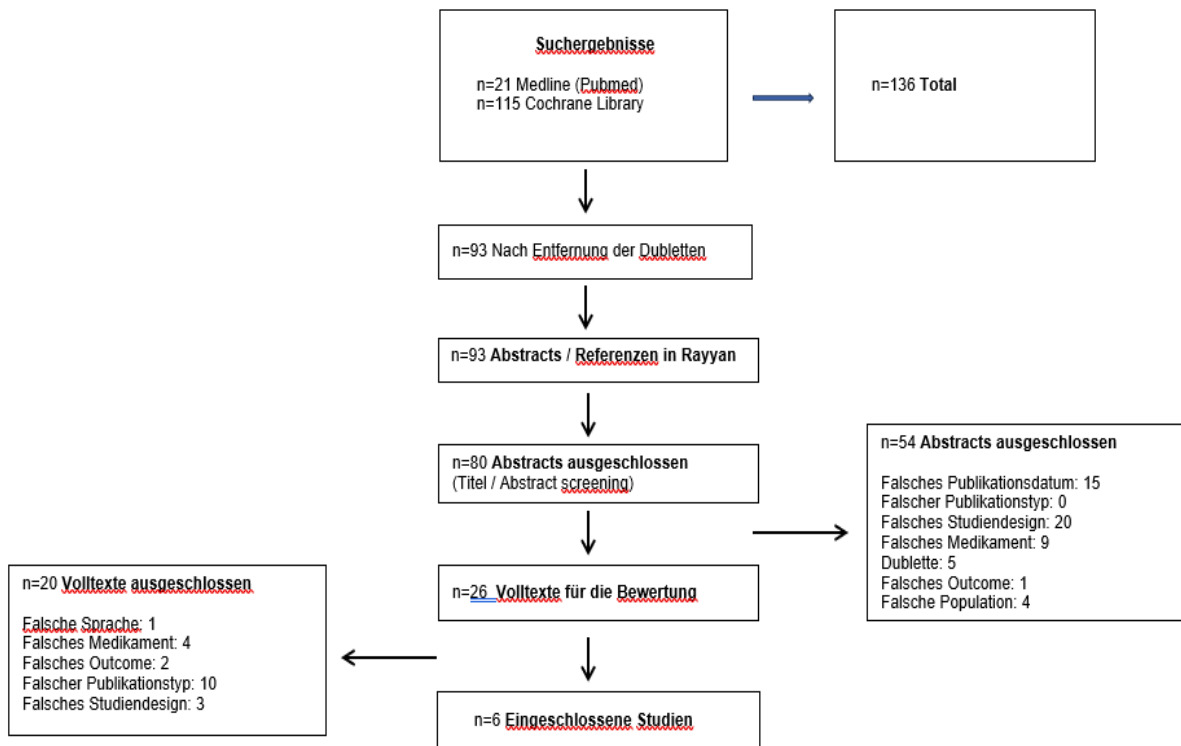 Suchergebnisse
n=21 Medline (Pubmed)
n=115 Cochrane Library
n=136 Total
n=93 Nach Entfernung der Dubletten
n=93 Abstracts / Referenzen in Rayyan
n=80 Abstracts ausgeschlossen
(Titel / Abstract screening)
n=54 Abstracts ausgeschlossen
Falsches Publikationsdatum: 15
Falscher Publikationstyp: 0
Falsches Studiendesign: 20
Falsches Medikament: 9
Dublette: 5
Falsches Outcome: 1
Falsche Population: 4
n=26 Volltexte für die Bewertung
n=20 Volltexte ausgeschlossen
Falsche Sprache: 1
Falsches Medikament: 4
Falsches Outcome: 2
Falscher Publikationstyp: 10
Falsches Studiendesign: 3
n=6 Eingeschlossene Studien